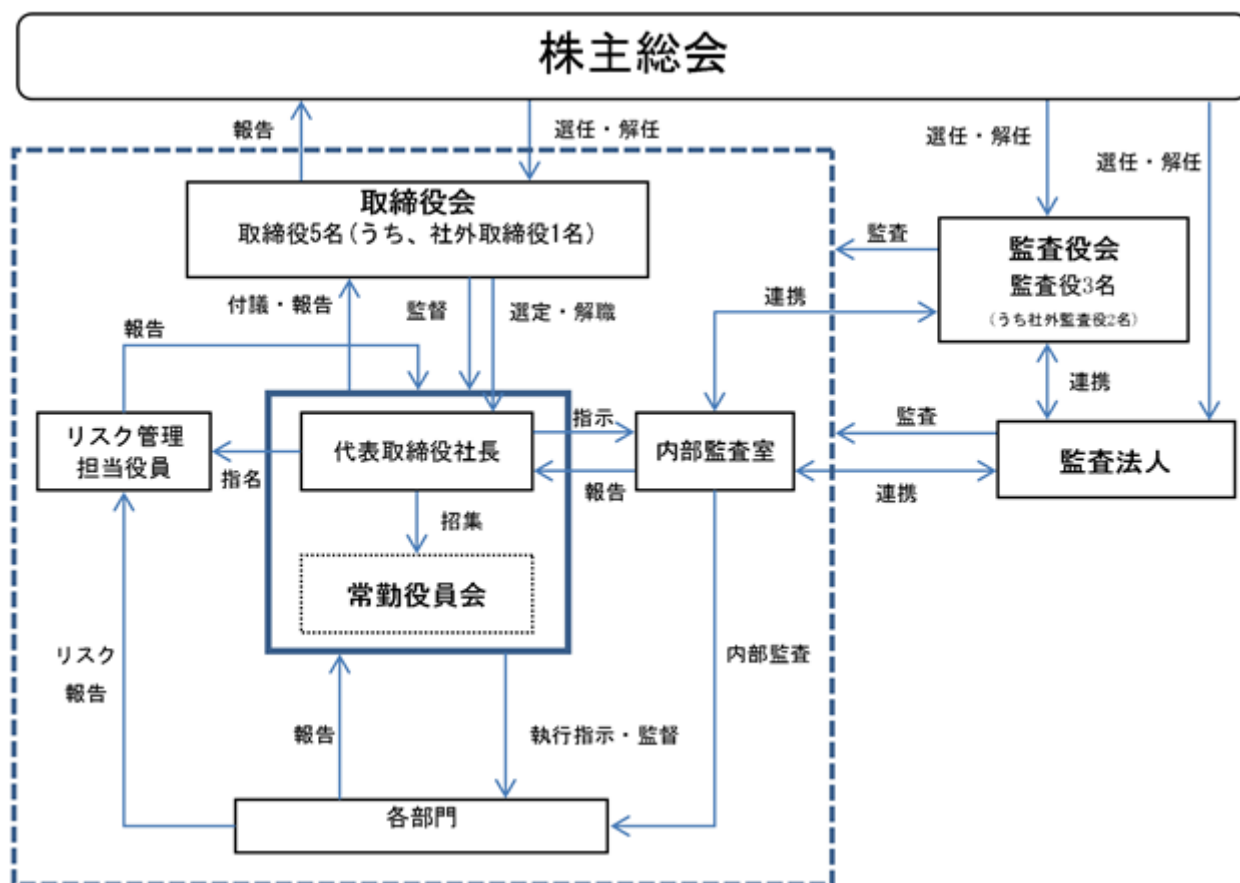 株主総会
報告
選任・解任
選任・解任
選任・解任
取締役会
取締役5名(うち、社外取締役1名)
監査役会
監査役3名
(うち社外監査役2名)
監査
連携
付議・報告
監督
選定・解職
報告
連携
リスク管理
担当役員
指名
代表取締役社長
指示
報告
内部監査室
監査
連携
監査法人
招集
常勤役員会
リスク
報告
内部監査
報告
執行指示・監督
各部門